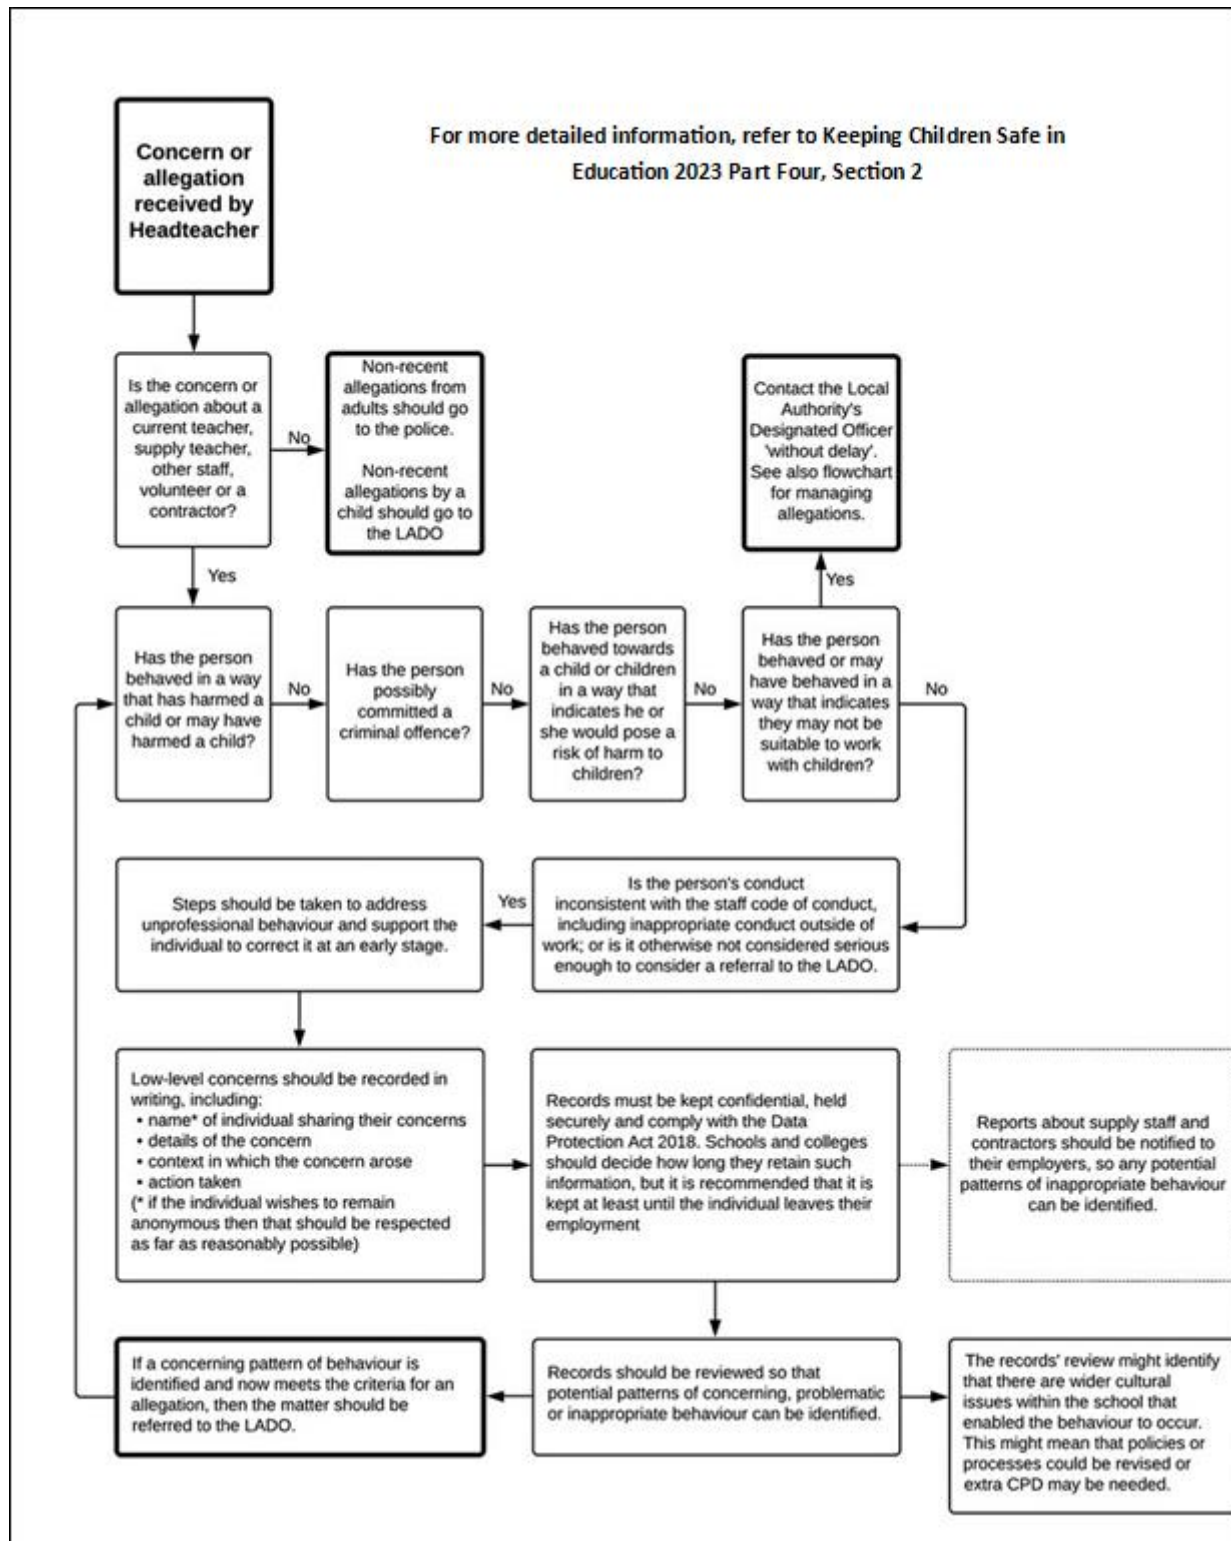 Concern or
allegation
received by
Headteacher
For more detailed information, refer to Keeping Children Safe in
Education 2023 Part Four, Section 2
Is the concern or
allegation about a
current teacher,
supply teacher,
other staff,
volunteer or a
contractor?
No
Non-recent
allegations from
adults should go
to the police.
Non-recent
allegations by a
child should go to
the LADO
Contact the Local
Authority's
Designated Officer
'without delay'.
See also flowchart
for managing
allegations.
Yes
Yes
Has the person
behaved in a way
that has harmed a
child or may have
harmed a child?
No
Has the person
possibly
committed a
criminal offence?
No
Has the person
behaved towards
a child or children
in a way that
indicates he or
she would pose a
risk of harm to
children?
No
Has the person
behaved or may
have behaved in a
way that indicates
they may not be
suitable to work
with children?
No
Steps should be taken to address
unprofessional behaviour and support the
individual to correct it at an early stage.
Yes
Is the person's conduct
inconsistent with the staff code of conduct,
including inappropriate conduct outside of
work; or is it otherwise not considered serious
enough to consider a referral to the LADO.
Low-level concerns should be recorded in
writing, including:
• name* of individual sharing their concerns
• details of the concern
• context in which the concern arose
• action taken
(* if the individual wishes to remain
anonymous then that should be respected
as far as reasonably possible)
Records must be kept confidential, held
securely and comply with the Data
Protection Act 2018. Schools and colleges
should decide how long they retain such
information, but it is recommended that it is
kept at least until the individual leaves their
employment
Reports about supply staff and
contractors should be notified to
their employers, so any potential
patterns of inappropriate behaviour
can be identified.
If a concerning pattern of behaviour is
identified and now meets the criteria for an
allegation, then the matter should be
referred to the LADO.
Records should be reviewed so that
potential patterns of concerning, problematic
or inappropriate behaviour can be identified.
The records' review might identify
that there are wider cultural
issues within the school that
enabled the behaviour to occur.
This might mean that policies or
processes could be revised or
extra CPD may be needed.